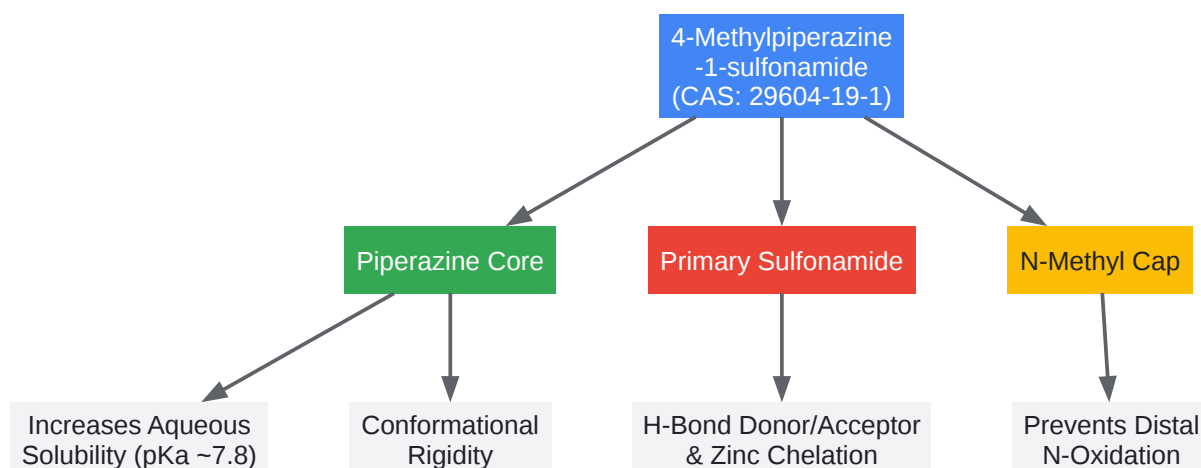 4-Methylpiperazine
-1-sulfonamide
(CAS: 29604-19-1)
Piperazine Core
Primary Sulfonamide
N-Methyl Cap
Increases Aqueous
Solubility (pKa ~7.8)
Conformational
Rigidity
H-Bond Donor/Acceptor
& Zinc Chelation
Prevents Distal
N-Oxidation